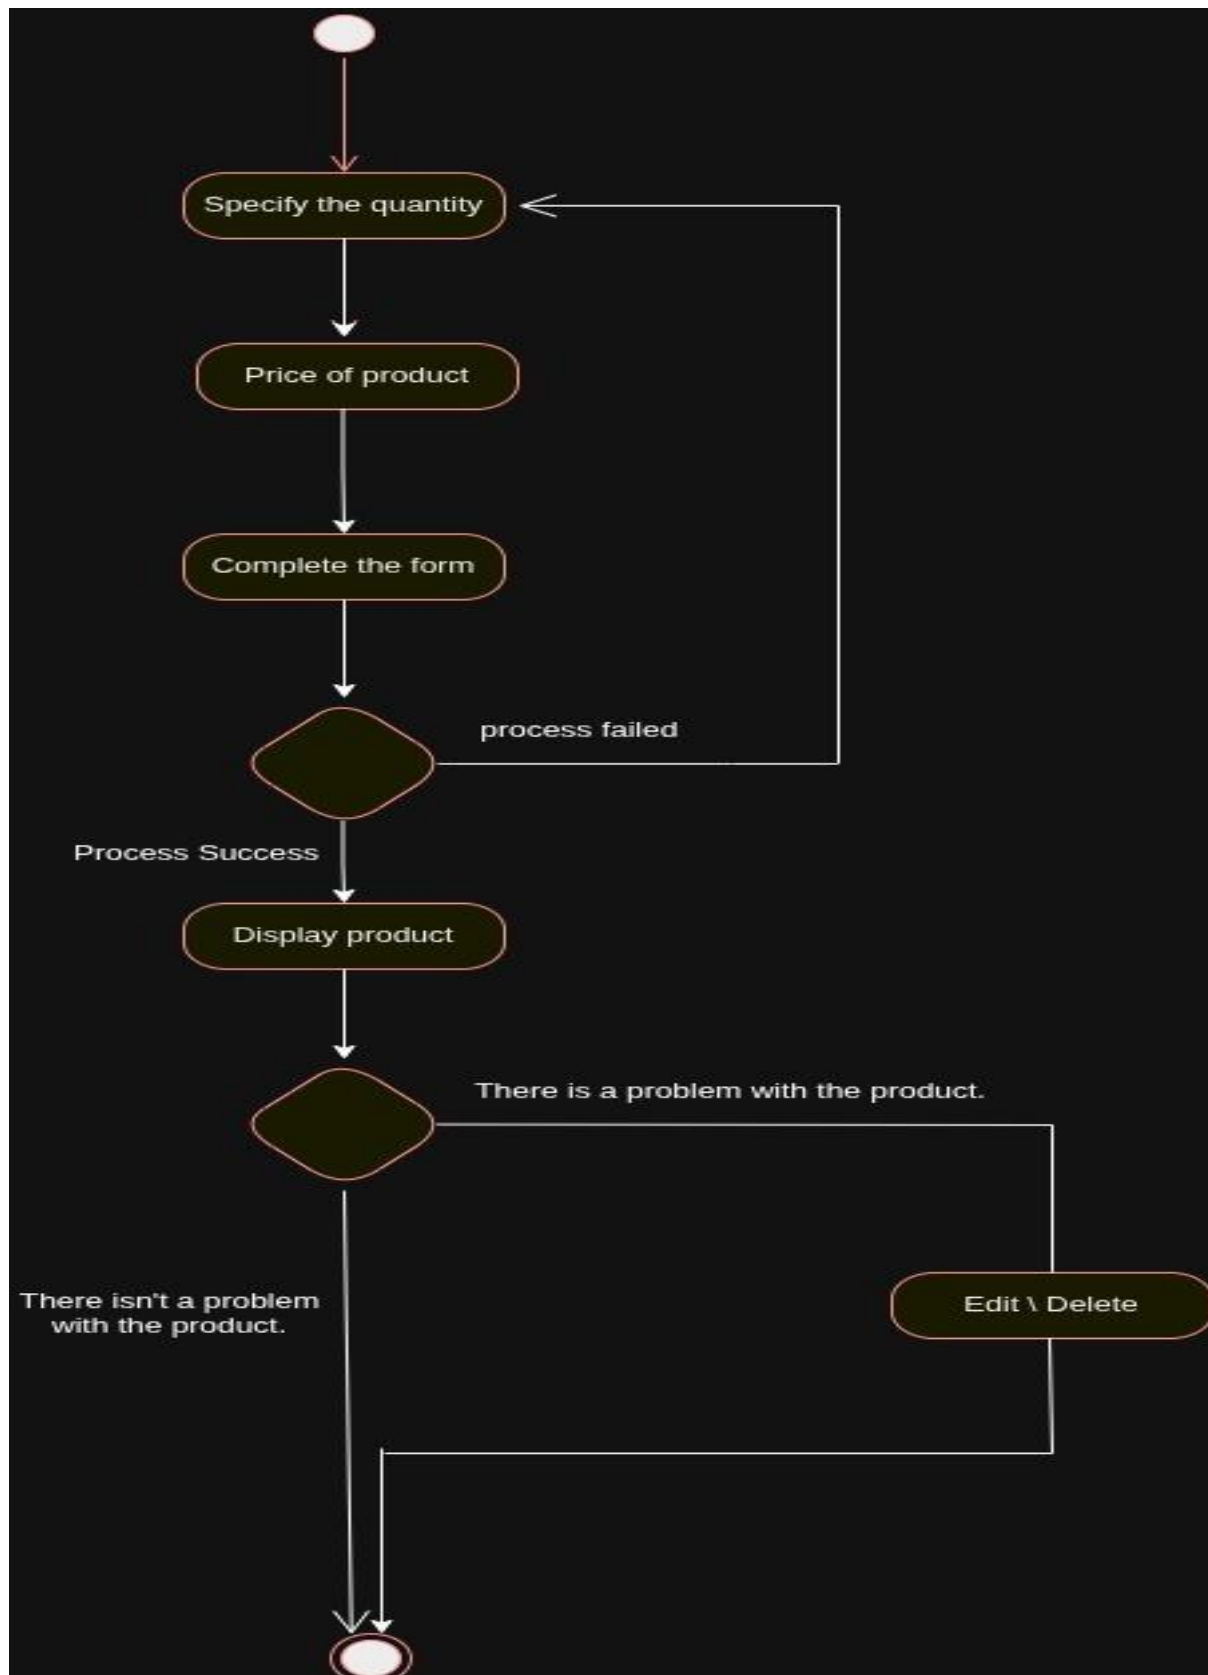 Specify the quantity
Price of product
Complete the form
process failed
Process Success
Display product
There is a problem with the product.
There isn't a problem
with the product.
Edit \ Delete